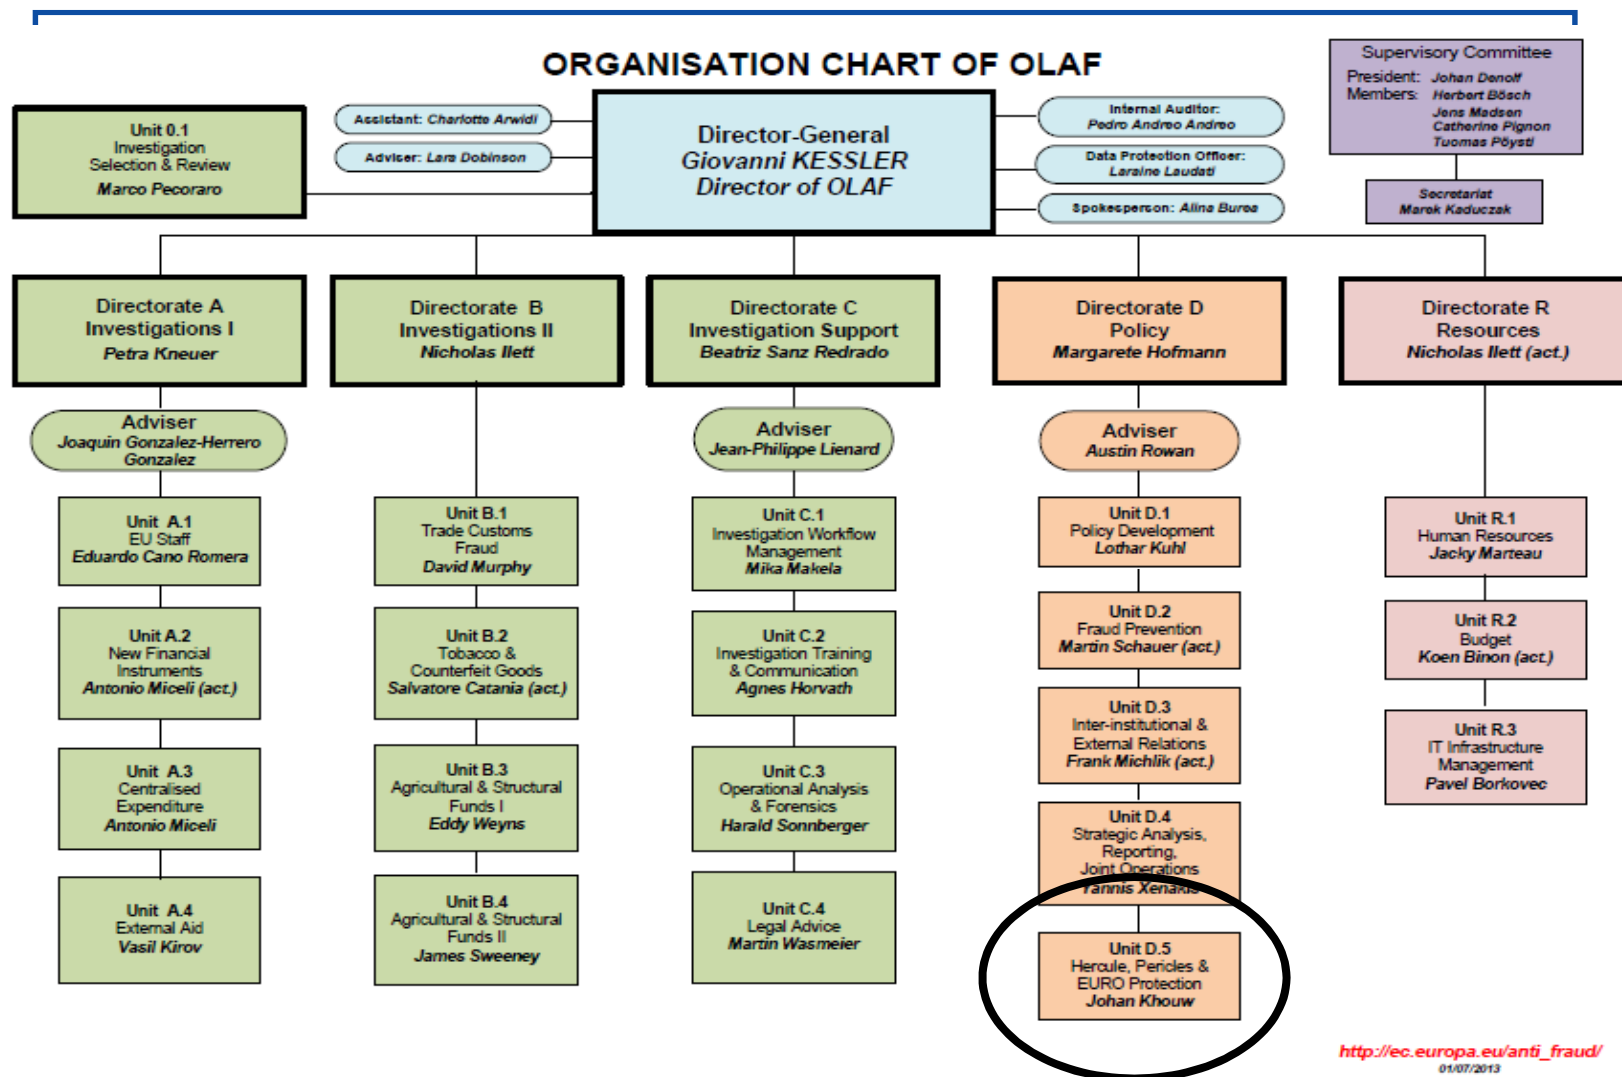 ORGANISATION CHART OF OLAF
Supervisory Committee
President: Johan Denolf
Members: Herbert Bösch
Jens Madsen
Catherine Pignon
Tuomas Pöysti
Secretariat
Marek Kaduczak
Unit 0.1
Investigation
Selection & Review
Marco Pecoraro
Assistant: Charlotte Arwidi
Adviser: Lara Dobinson
Director-General
Giovanni KESSLER
Director of OLAF
Internal Auditor:
Pedro Andreo Andreo
Data Protection Officer:
Laraine Laudati
Spokesperson: Alina Burea
Directorate A
Investigations I
Petra Kneuer
Directorate B
Investigations II
Nicholas Ilett
Directorate C
Investigation Support
Beatriz Sanz Redrado
Directorate D
Policy
Margarete Hofmann
Directorate R
Resources
Nicholas Ilett (act.)
Adviser
Joaquin Gonzalez-Herrero
Gonzalez
Adviser
Jean-Philippe Lienard
Adviser
Austin Rowan
Unit A.1
EU Staff
Eduardo Cano Romera
Unit B.1
Trade Customs
Fraud
David Murphy
Unit C.1
Investigation Workflow
Management
Mika Makela
Unit D.1
Policy Development
Lothar Kuhl
Unit R.1
Human Resources
Jacky Marteau
Unit A.2
New Financial
Instruments
Antonio Miceli (act.)
Unit B.2
Tobacco &
Counterfeit Goods
Salvatore Catania (act.)
Unit C.2
Investigation Training
& Communication
Agnes Horvath
Unit D.2
Fraud Prevention
Martin Schauer (act.)
Unit R.2
Budget
Koen Binon (act.)
Unit A.3
Centralised
Expenditure
Antonio Miceli
Unit B.3
Agricultural & Structural
Funds I
Eddy Weyns
Unit C.3
Operational Analysis
& Forensics
Harald Sonnberger
Unit D.3
Inter-institutional &
External Relations
Frank Michlik (act.)
Unit R.3
IT Infrastructure
Management
Pavel Borkovec
Unit A.4
External Aid
Vasil Kirov
Unit B.4
Agricultural & Structural
Funds II
James Sweeney
Unit C.4
Legal Advice
Martin Wasmeier
Unit D.4
Strategic Analysis,
Reporting,
Joint Operations
Yannis Xenakis
Unit D.5
Hercule, Pericles &
EURO Protection
Johan Khouw
http://ec.europa.eu/anti_fraud/
01/07/2013